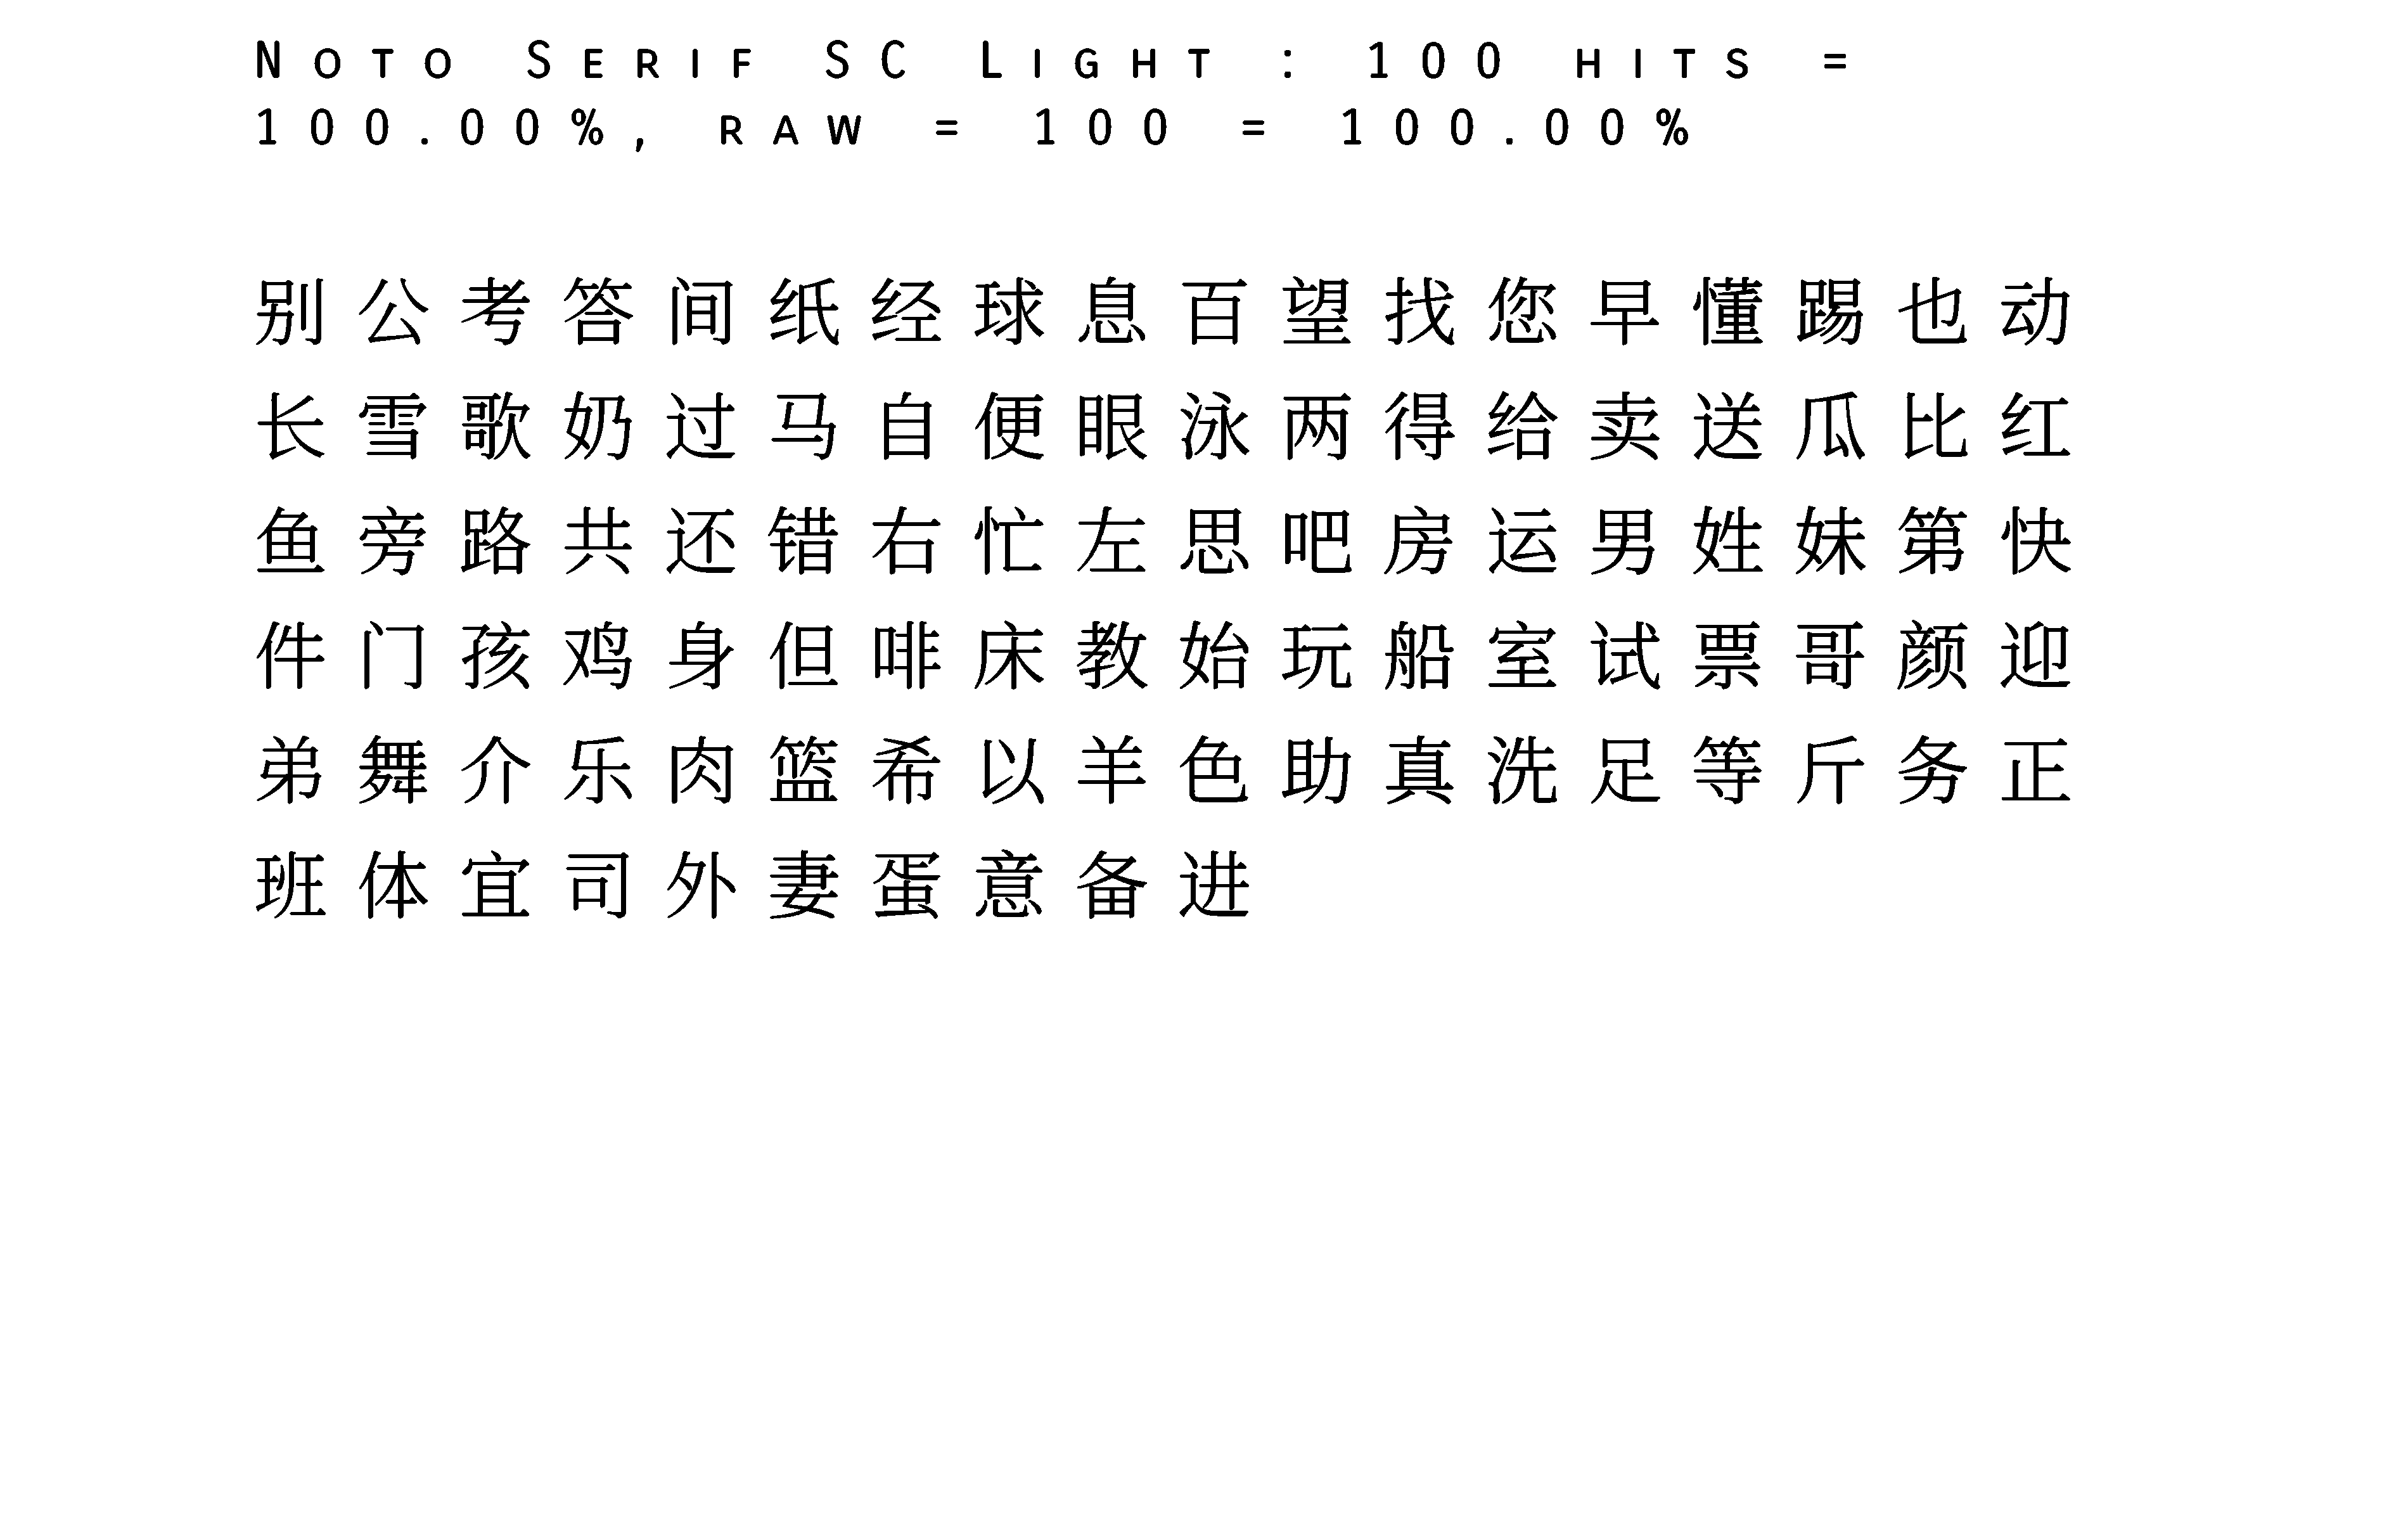 Noto Serif SC Light : 100 hits =
100.00%, raw = 100 = 100.00%
别公考答间纸经球息百望找您早懂踢也动
长雪歌奶过马自便眼泳两得给卖送瓜比红
鱼旁路共还错右忙左思吧房运男姓妹第快
件门孩鸡身但啡床教始玩船室试票哥颜迎
弟舞介乐肉篮希以羊色助真洗足等斤务正
班体宜司外妻蛋意备进